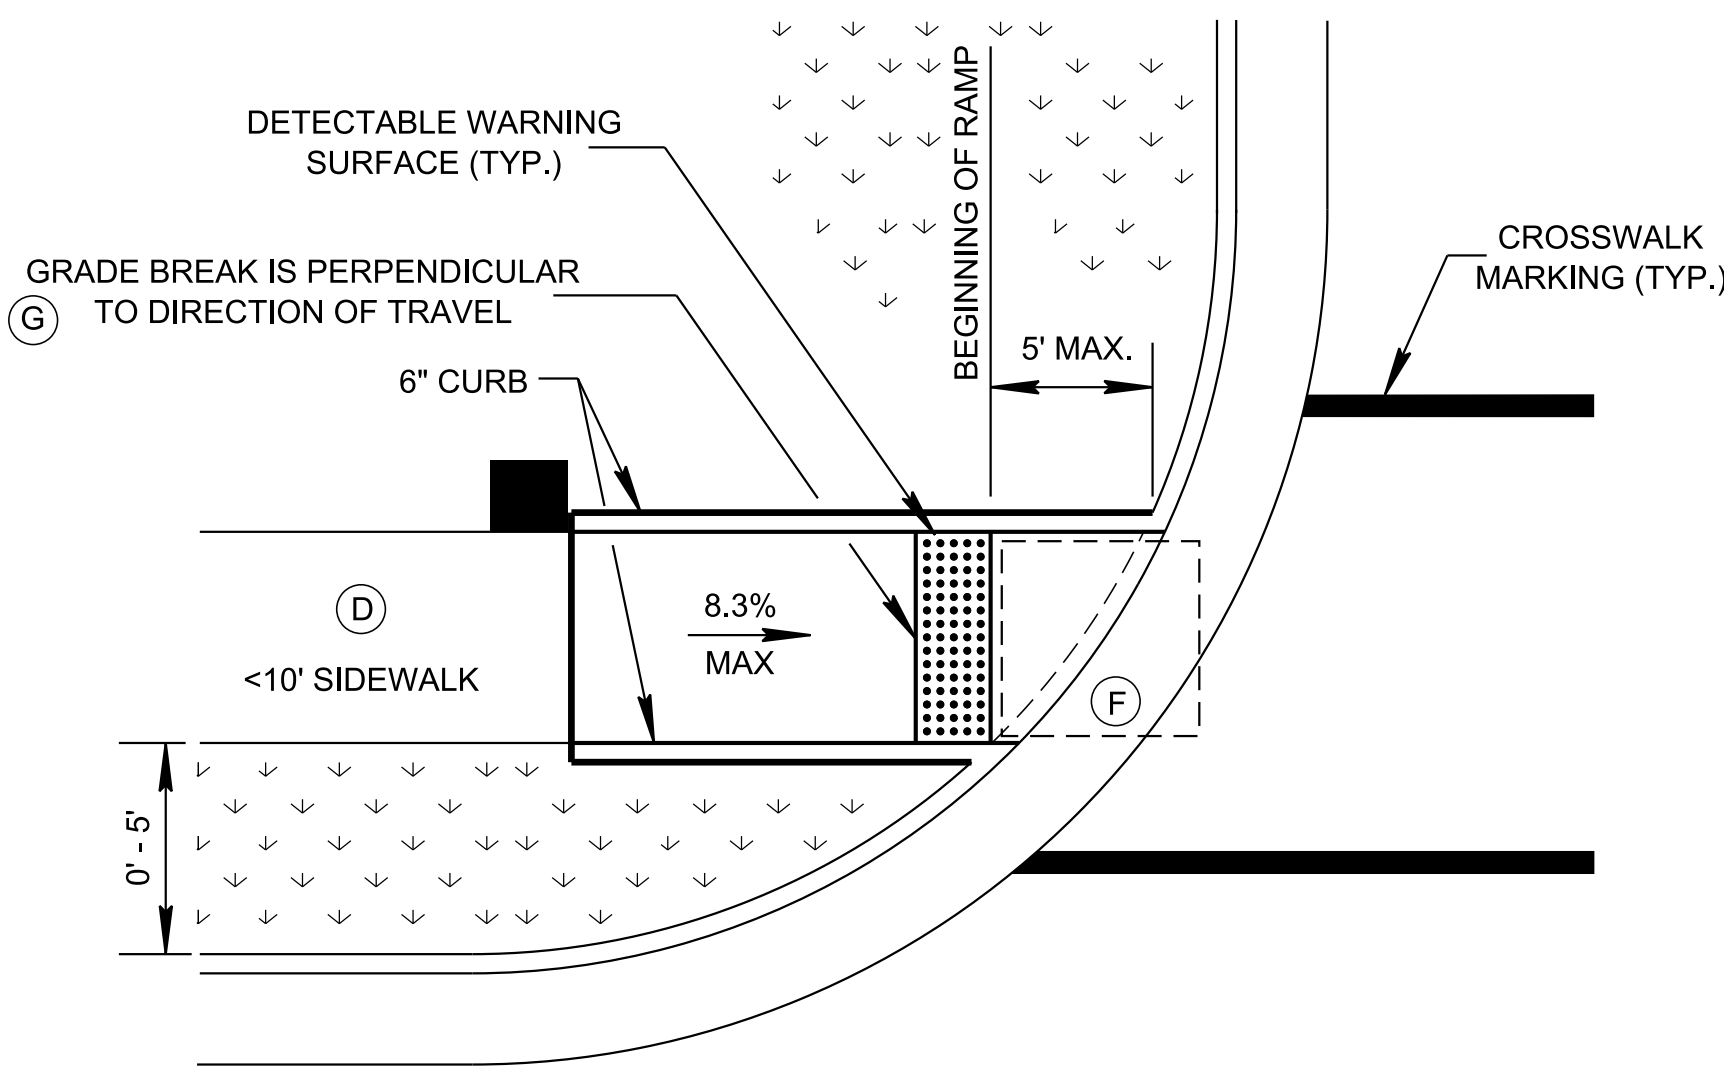 DETECTABLE WARNING
SURFACE (TYP.)
BEGINNING OF RAMP
CROSSWALK
MARKING (TYP.)
GRADE BREAK IS PERPENDICULAR
TO DIRECTION OF TRAVEL
G
5' MAX.
6" CURB
D
<10' SIDEWALK
8.3%
MAX
F
0' - 5'